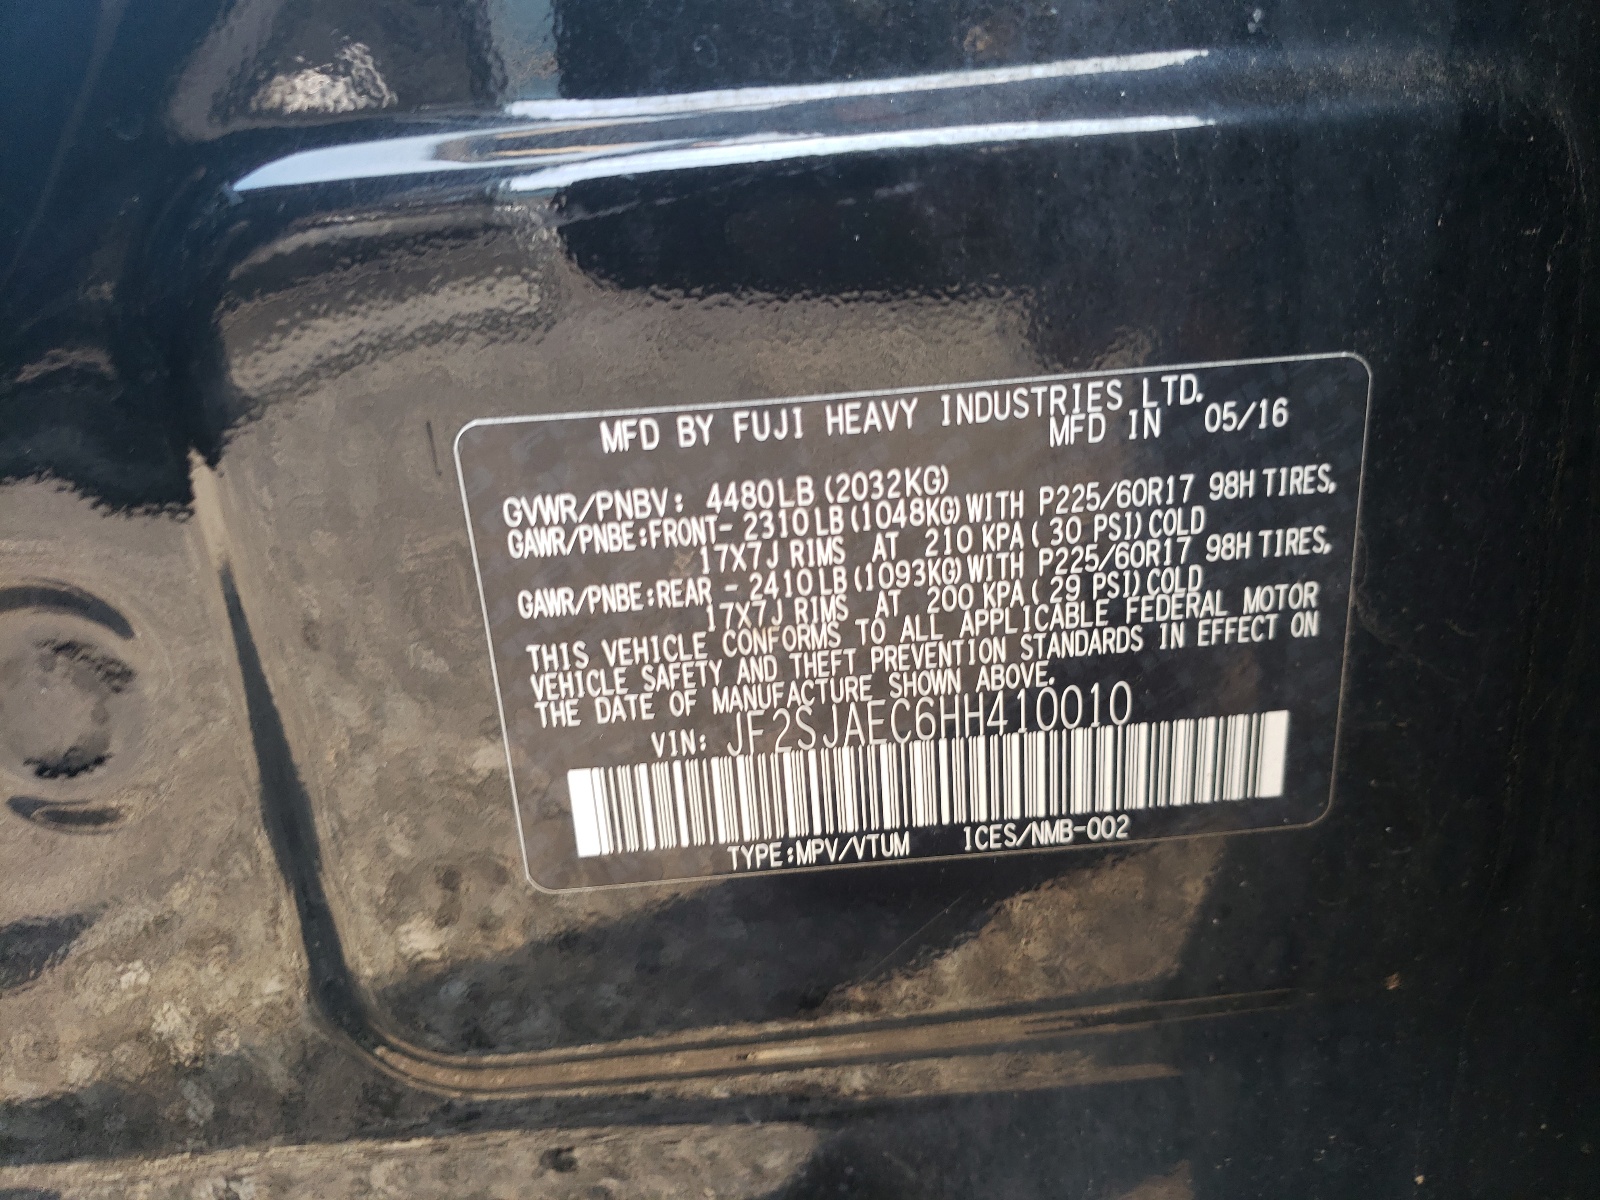 MFD BY FUJI HEAVY INDUSTRIES LTD.
MFD IN 05/16
GVWR/PNBV: 4480LB(2032KG)
GAWR/PNBE:FRONT- 2310LB(1048KG)WITH P225/60R17 98H TIRES,
17X7J RIMS AT 210 KPA( 30 PSI)COLD
GAWR/PNBE:REAR - 2410LB(1093KG)WITH P225/60R17 98H TIRES,
17X7J RIMS AT 200 KPA( 29 PSI)COLD
THIS VEHICLE CONFORMS TO ALL APPLICABLE FEDERAL MOTOR
VEHICLE SAFETY AND THEFT PREVENTION STANDARDS IN EFFECT ON
THE DATE OF MANUFACTURE SHOWN ABOVE.
VIN: JF2SJAEC6HH410010
TYPE:MPV/VTUM ICES/NMB-002